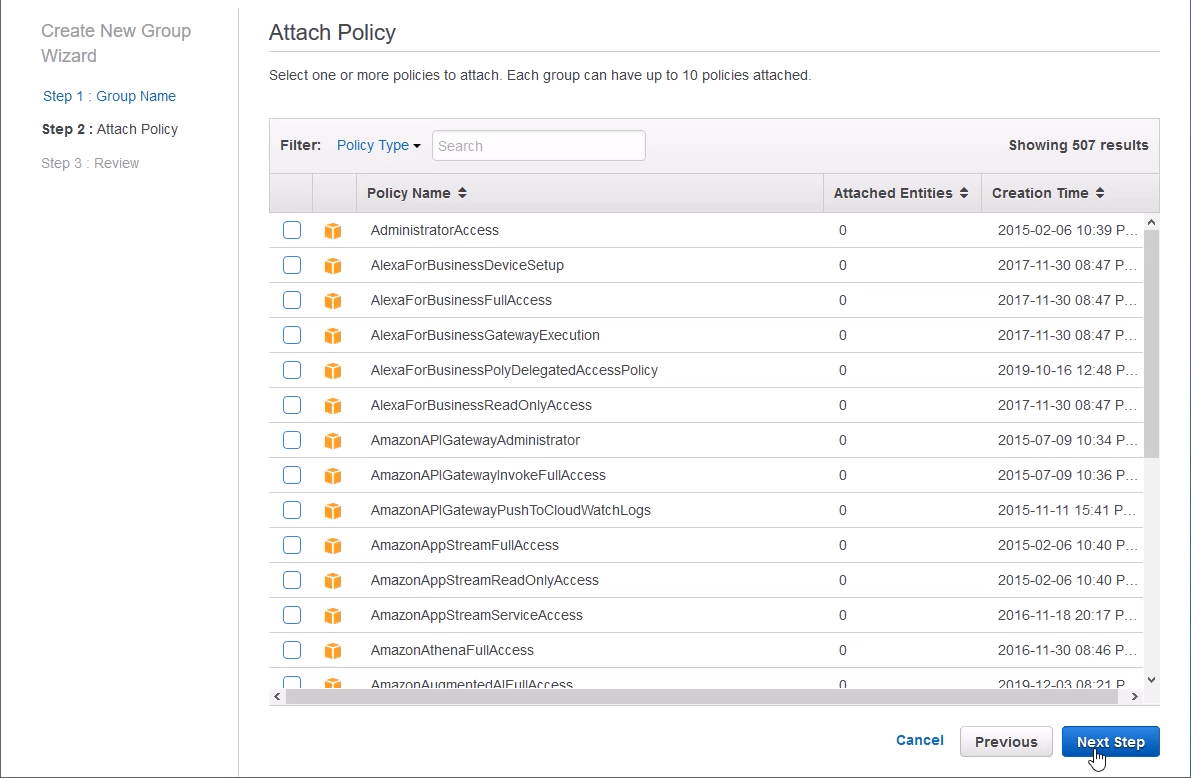 Create New Group
Wizard
Step 1 : Group Name
Step 2 : Attach Policy
Step 3 : Review
Attach Policy
Select one or more policies to attach. Each group can have up to 10 policies attached.
Filter: Policy Type Search Showing 507 results
Policy Name Attached Entities Creation Time
AdministratorAccess 0 2015-02-06 10:39 P...
AlexaForBusinessDeviceSetup 0 2017-11-30 08:47 P...
AlexaForBusinessFullAccess 0 2017-11-30 08:47 P...
AlexaForBusinessGatewayExecution 0 2017-11-30 08:47 P...
AlexaForBusinessPolyDelegatedAccessPolicy 0 2019-10-16 12:48 P...
AlexaForBusinessReadOnlyAccess 0 2017-11-30 08:47 P...
AmazonAPIGatewayAdministrator 0 2015-07-09 10:34 P...
AmazonAPIGatewayInvokeFullAccess 0 2015-07-09 10:36 P...
AmazonAPIGatewayPushToCloudWatchLogs 0 2015-11-11 15:41 P...
AmazonAppStreamFullAccess 0 2015-02-06 10:40 P...
AmazonAppStreamReadOnlyAccess 0 2015-02-06 10:40 P...
AmazonAppStreamServiceAccess 0 2016-11-18 20:17 P...
AmazonAthenaFullAccess 0 2016-11-30 08:46 P...
AmazonAugmentedAIFullAccess 0 2019-12-03 08:21 P...
Cancel Previous Next Step